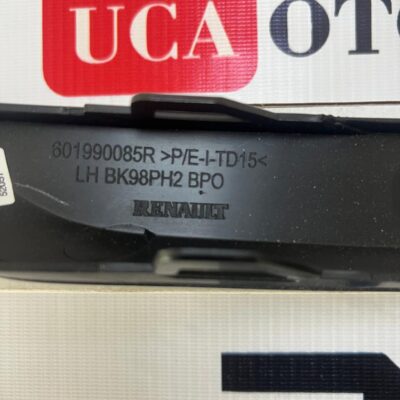 UCA OTO
601990085R >P/E-I-TD15<
LH BK98PH2 BPO
RENAULT